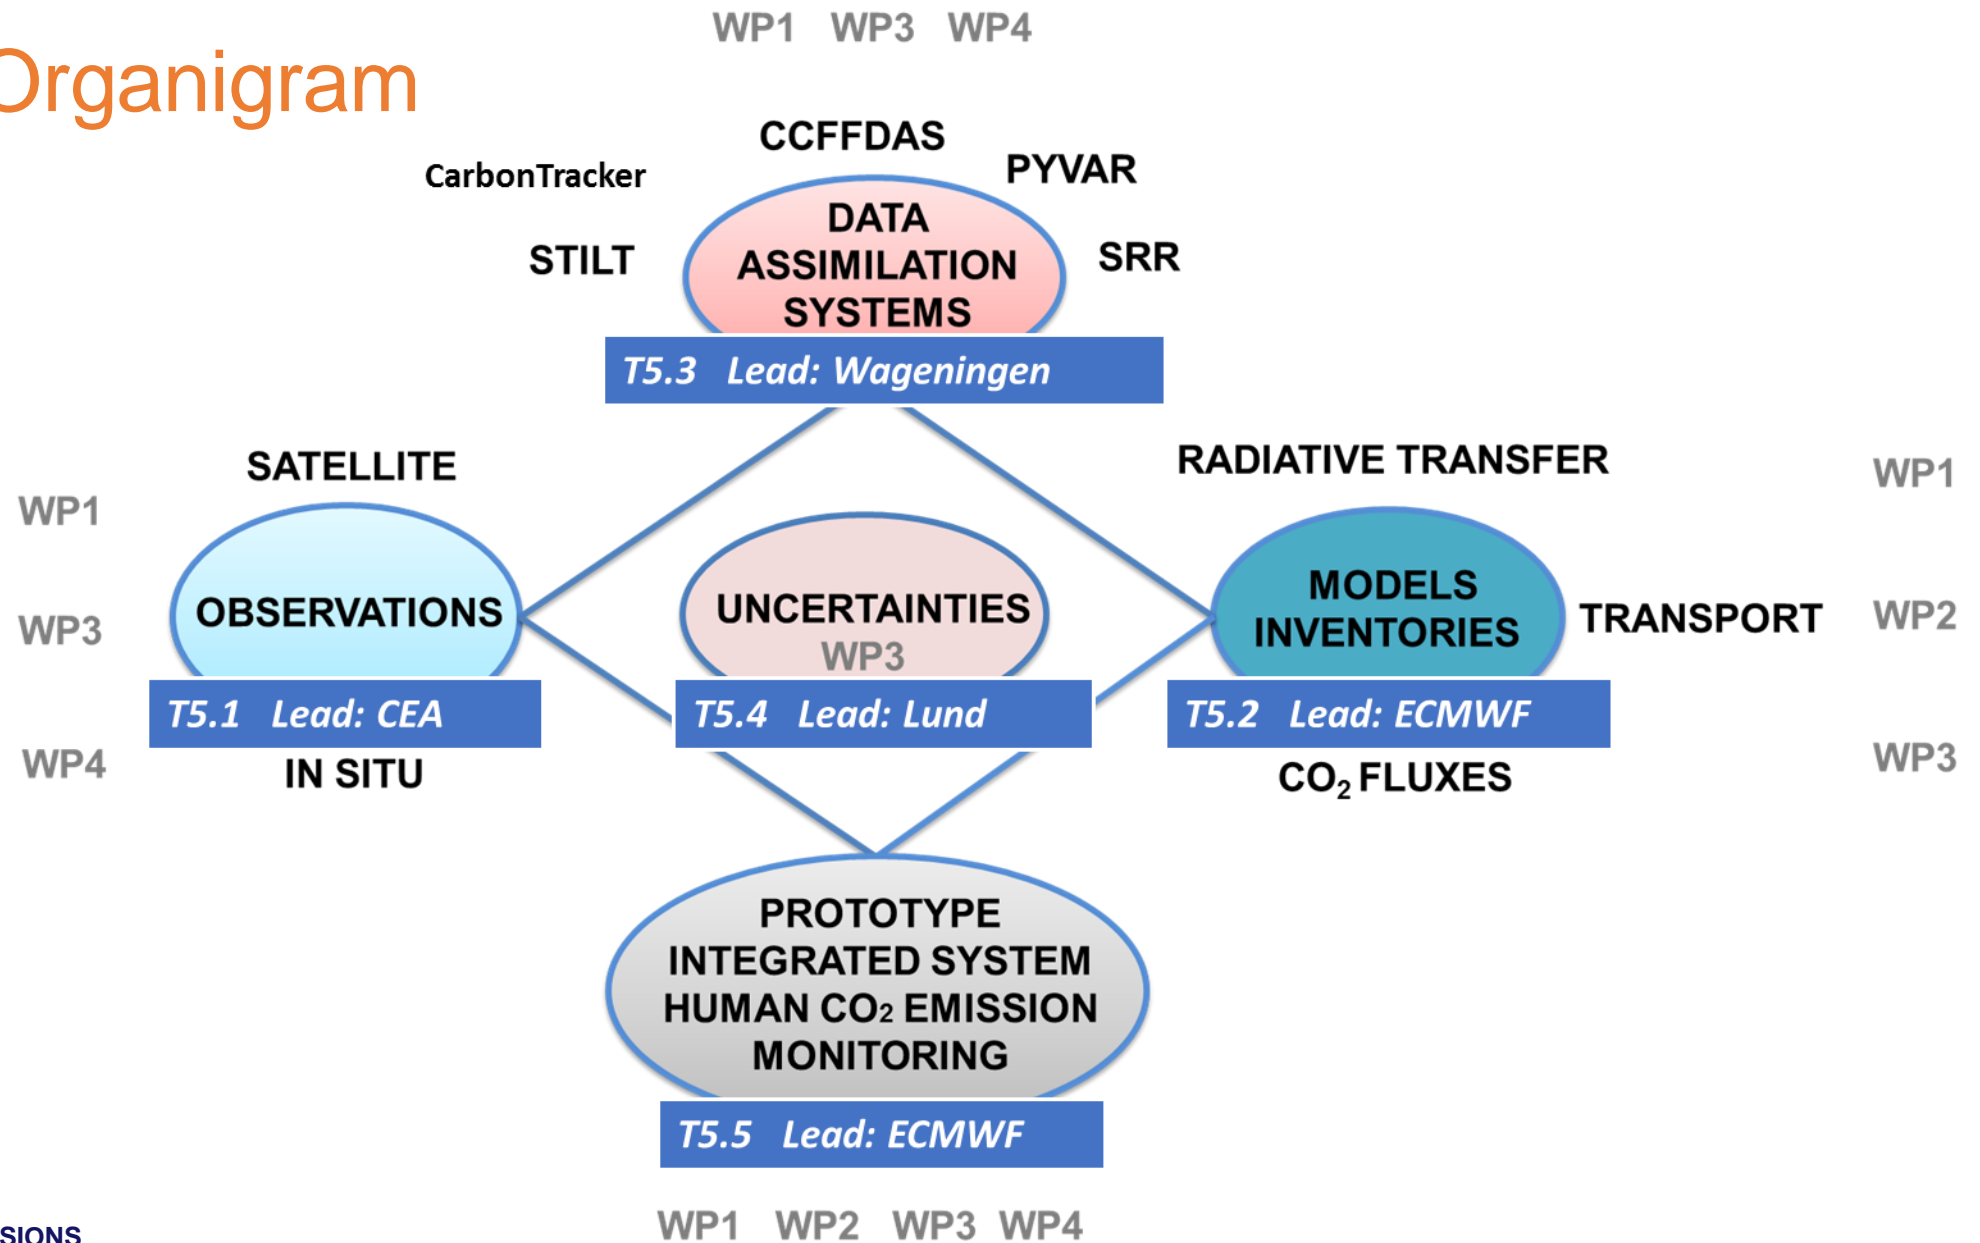 WP1 WP3 WP4
Organigram
CCFFDAS
CarbonTracker
PYVAR
STILT
SRR
DATA
ASSIMILATION
SYSTEMS
T5.3 Lead: Wageningen
SATELLITE
RADIATIVE TRANSFER
WP1
WP3
WP4
OBSERVATIONS
T5.1 Lead: CEA
IN SITU
UNCERTAINTIES
WP3
T5.4 Lead: Lund
MODELS
INVENTORIES
TRANSPORT
T5.2 Lead: ECMWF
CO₂ FLUXES
WP1
WP2
WP3
PROTOTYPE
INTEGRATED SYSTEM
HUMAN CO₂ EMISSION
MONITORING
T5.5 Lead: ECMWF
WP1 WP2 WP3 WP4
SIONS